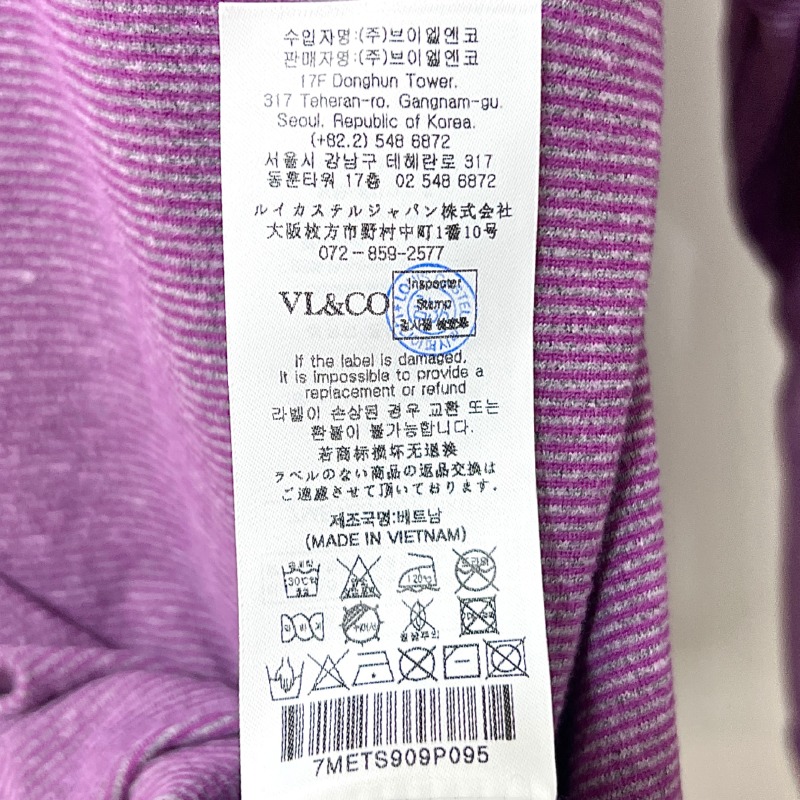 수입자명:(주)브이엘엔코
판매자명:(주)브이엘엔코
17F Donghun Tower.
317 Teheran-ro. Gangnam-gu.
Seoul. Republic of Korea.
(+82.2) 548 6872
서울시 강남구 테헤란로 317
동훈타워 17층 02 548 6872
ルイカステルジャパン株式会社
大阪枚方市野村中町1番10号
072-859-2577
VL&CO
Inspector
Stamp
If the label is damaged.
It is impossible to provide a
replacement or refund
라벨이 손상된 경우 교환 또는
환불이 불가능합니다.
若商标损坏无退换
ラベルのない商品の返品交換は
ご遠慮させて頂いております.
제조국명:베트남
(MADE IN VIETNAM)
30℃
120℃
드라이
7METS909P095